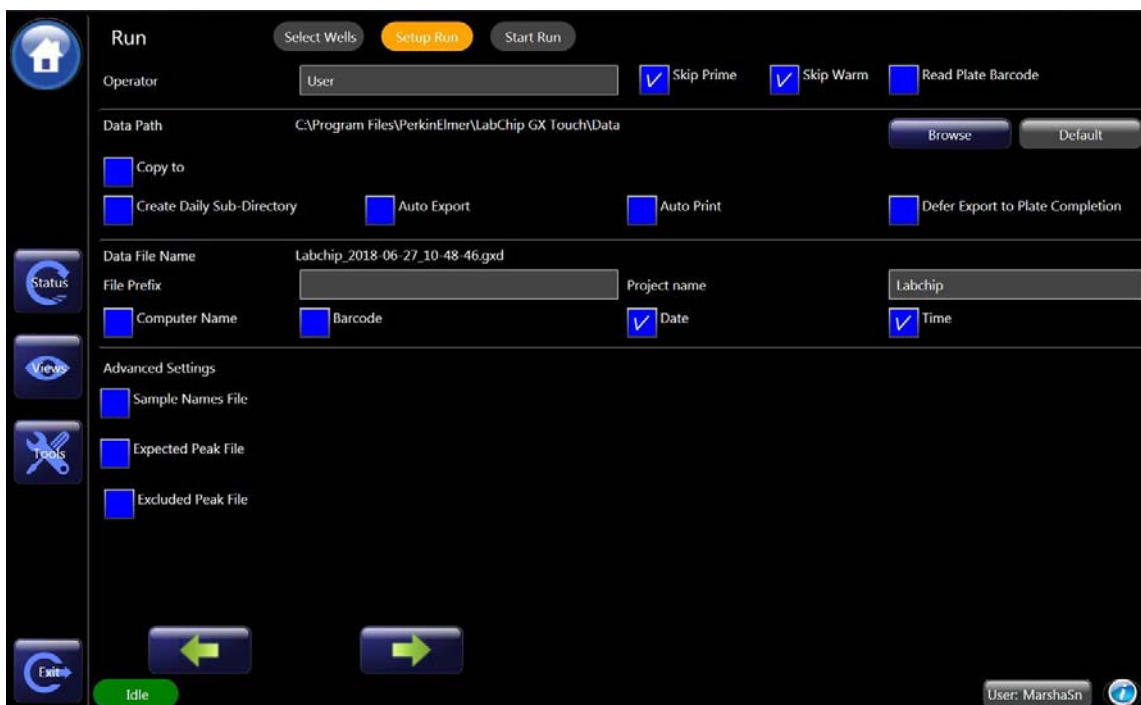 Run Select Wells Setup Run Start Run
Operator User Skip Prime Skip Warm Read Plate Barcode
Data Path C:\Program Files\PerkinElmer\LabChip GX Touch\Data Browse Default
Copy to
Create Daily Sub-Directory Auto Export Auto Print Defer Export to Plate Completion
Data File Name Labchip_2018-06-27_10-48-46.gxd
Status
File Prefix Project name Labchip
Computer Name Barcode Date Time
Views
Advanced Settings
Sample Names File
Tools
Expected Peak File
Excluded Peak File
Exit
Idle User: MarshaSn